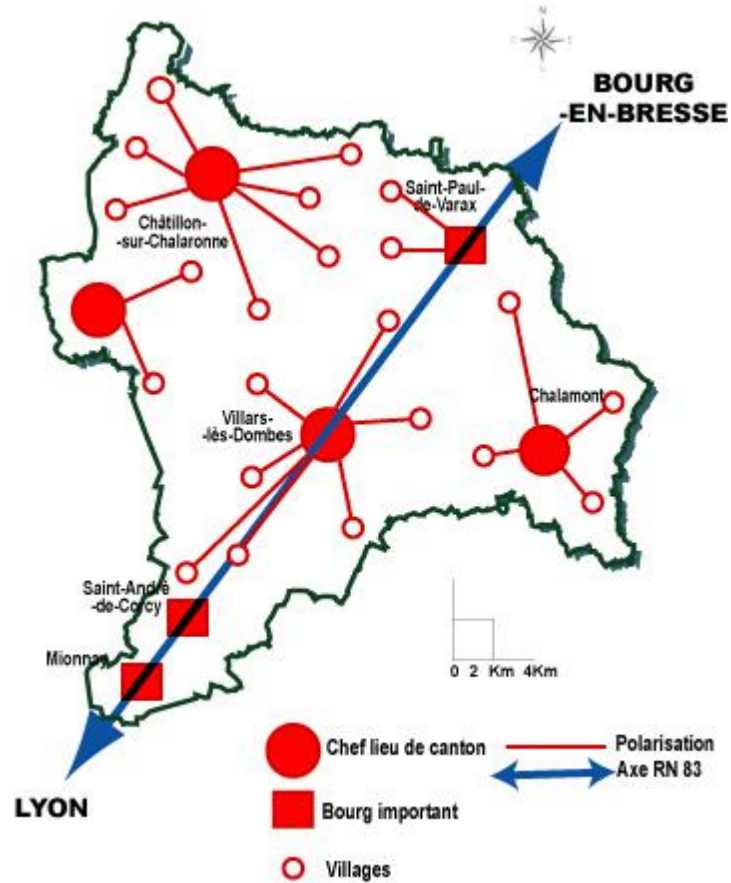 N
BOURG
-EN-BRESSE
Saint-Paul-
de-Varax
Châtillon-
-sur-Chalaronne
Chalamont
Villars-
-lès-Dombes
Saint-André
-de-Corcy
Mionnay
0 2 Km 4Km
LYON
Chef lieu de canton
Polarisation
Axe RN 83
Bourg important
Villages